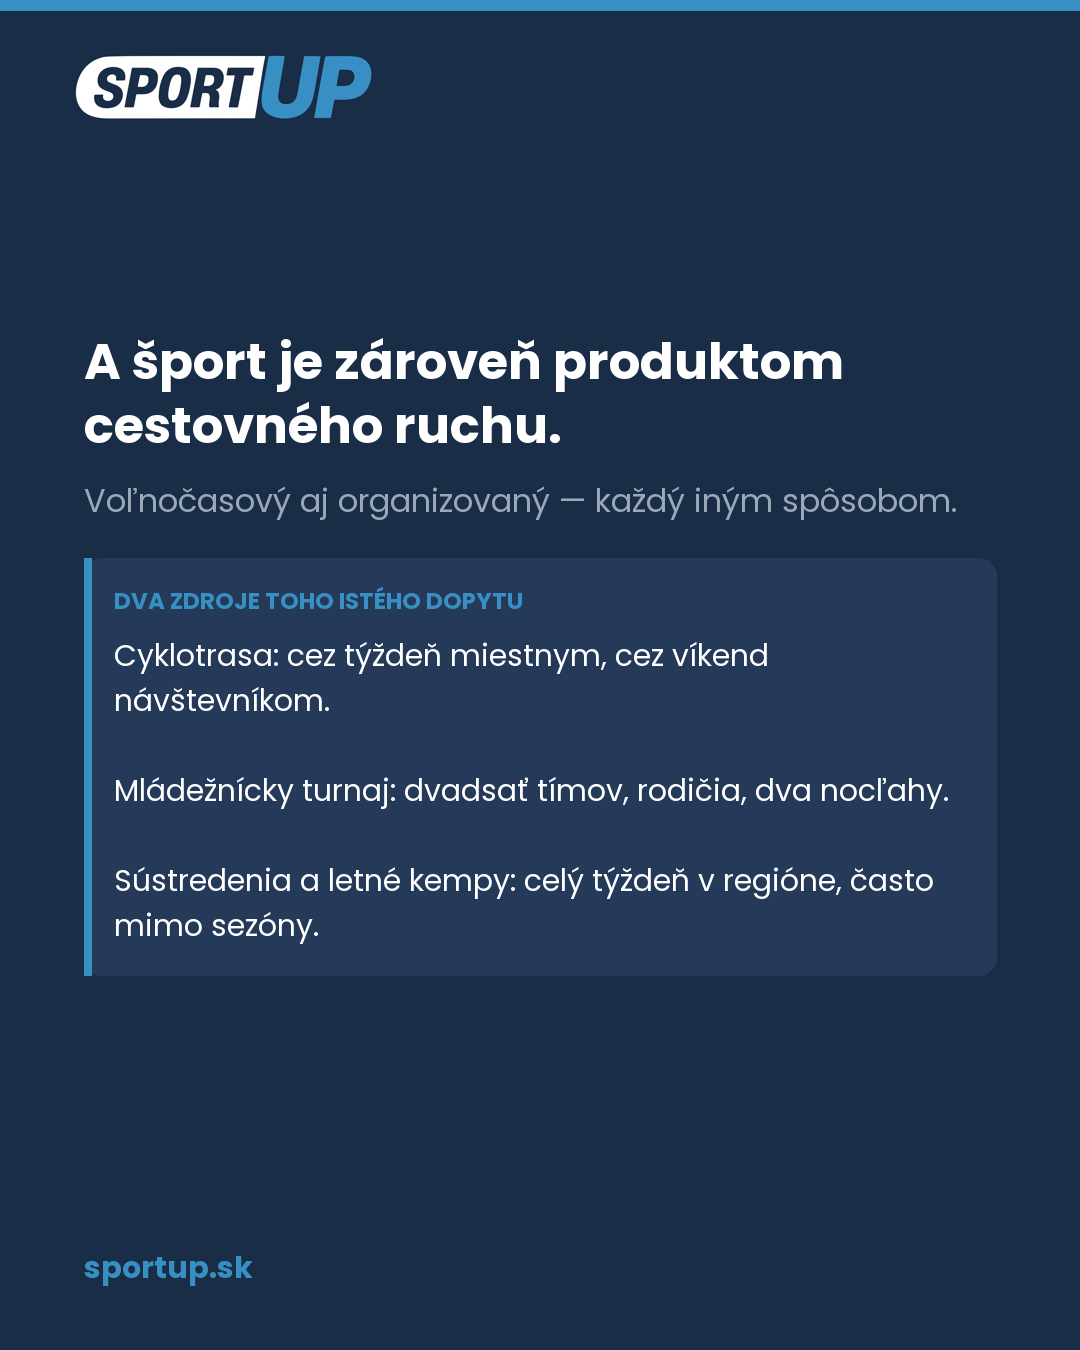 SPORTUP
A šport je zároveň produktom
cestovného ruchu.
Voľnočasový aj organizovaný — každý iným spôsobom.
DVA ZDROJE TOHO ISTÉHO DOPYTU
Cyklotrasa: cez týždeň miestnym, cez víkend
návštevníkom.
Mládežnícky turnaj: dvadsať tímov, rodičia, dva nocľahy.
Sústredenia a letné kempy: celý týždeň v regióne, často
mimo sezóny.
sportup.sk